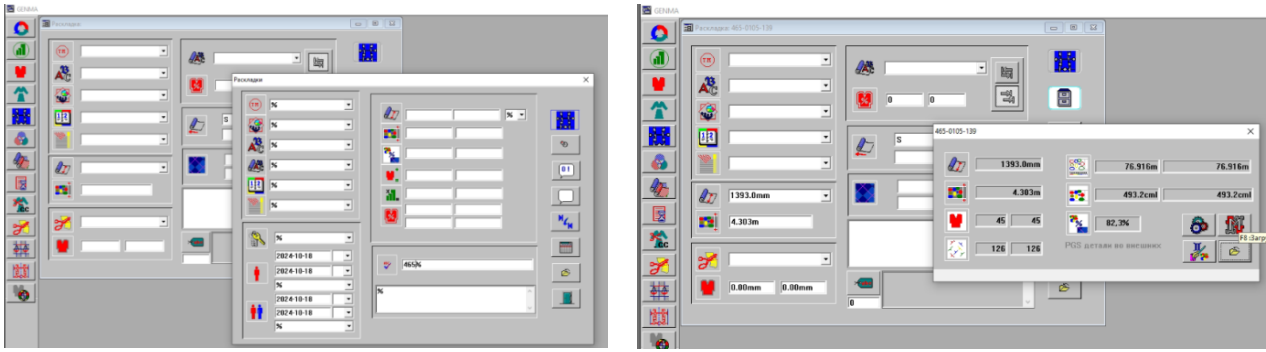 GENMA
Раскладки
Раскладки
S
%
%
%
%
%
%
%
%
2024-10-18
2024-10-18
%
2024-10-18
2024-10-18
%
465%
%
GENMA
Раскладки: 465-0105-139
0 0
S
1393.0mm
4.303m
0.00mm 0.00mm
0
465-0105-139
1393.0mm 76.916m 76.916m
4.303m 493.2cml 493.2cml
45 45 82,3%
126 126 PGS детали во внешних
F8 :Загр